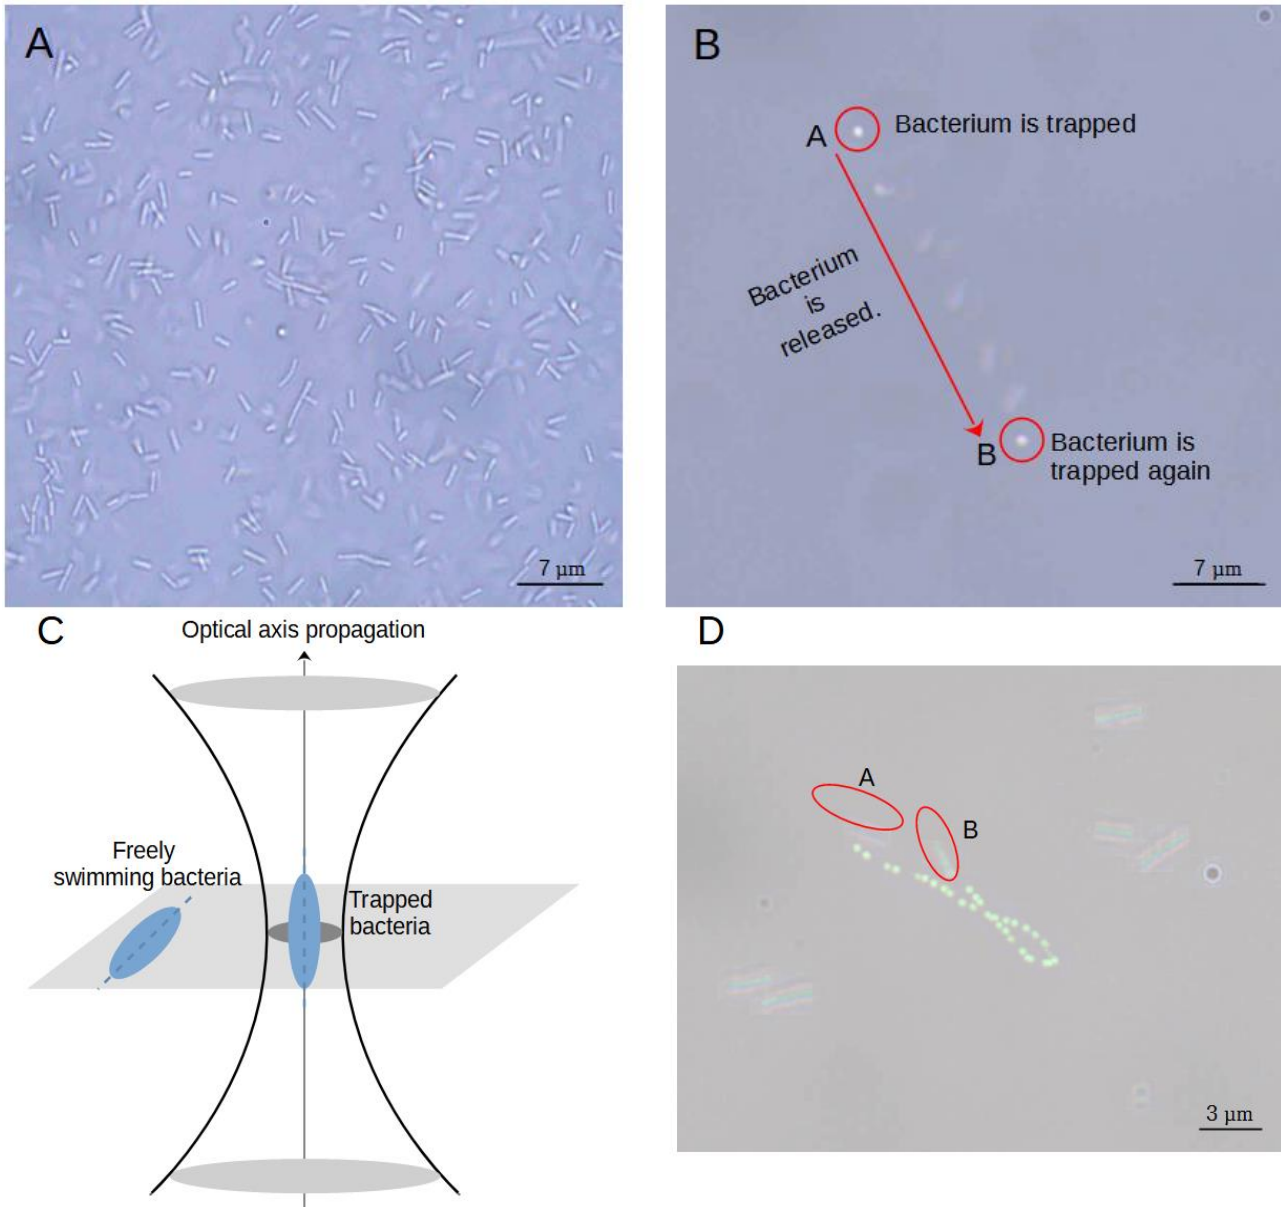 A
7 µm
B
A
Bacterium is trapped
Bacterium
is
released.
B
Bacterium is
trapped again
7 µm
C
Optical axis propagation
Freely
swimming bacteria
Trapped
bacteria
D
A
B
3 µm